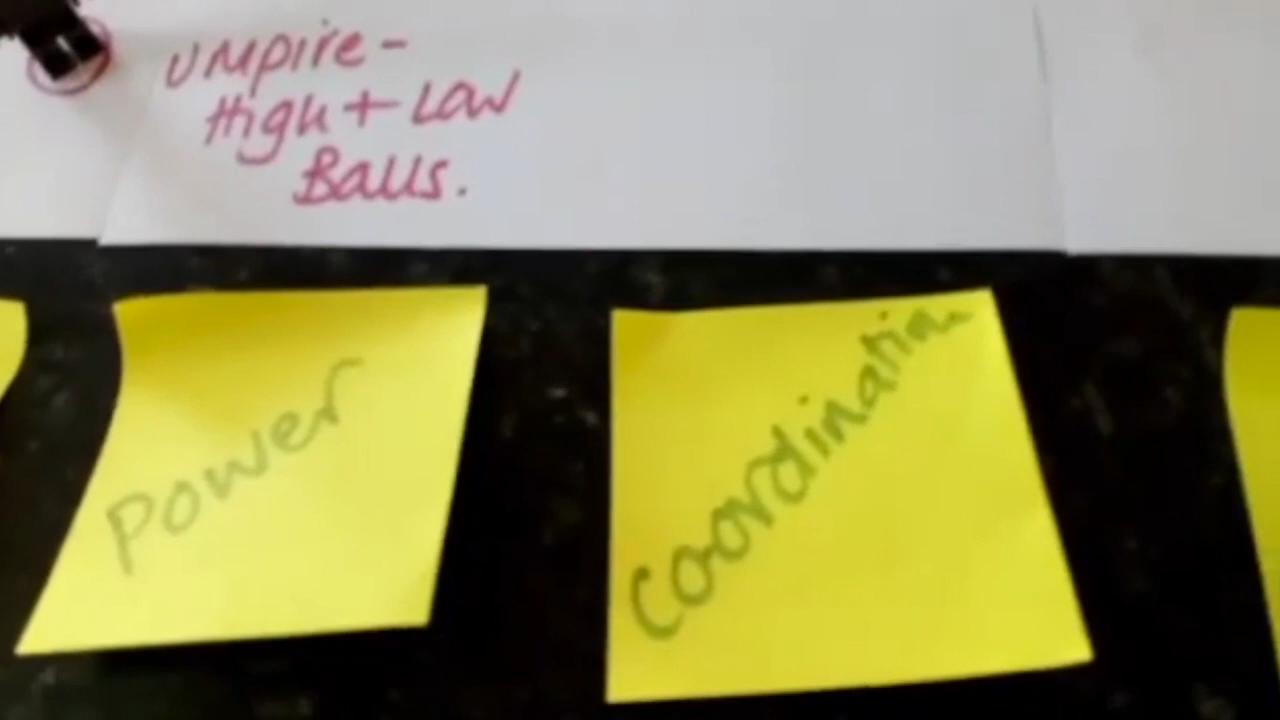 UMpire -
High + Low
Balls.
Power
Coordination